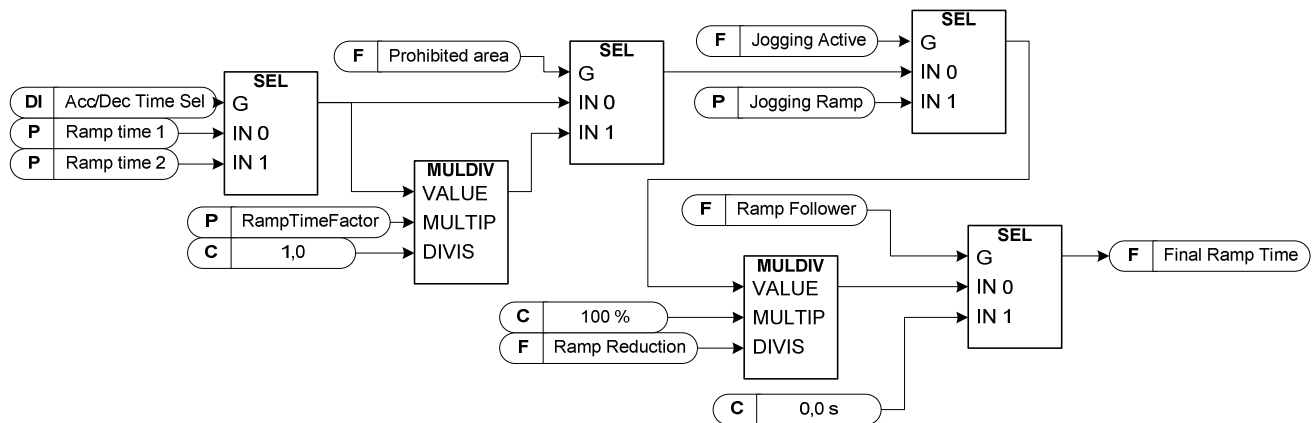 SEL
F Jogging Active
G
IN 0
P Jogging Ramp
IN 1
SEL
F Prohibited area
G
IN 0
IN 1
SEL
DI Acc/Dec Time Sel
G
P Ramp time 1
IN 0
P Ramp time 2
IN 1
MULDIV
VALUE
P RampTimeFactor
MULTIP
C 1,0
DIVIS
F Ramp Follower
SEL
G
IN 0
IN 1
F Final Ramp Time
MULDIV
VALUE
C 100 %
MULTIP
F Ramp Reduction
DIVIS
C 0,0 s